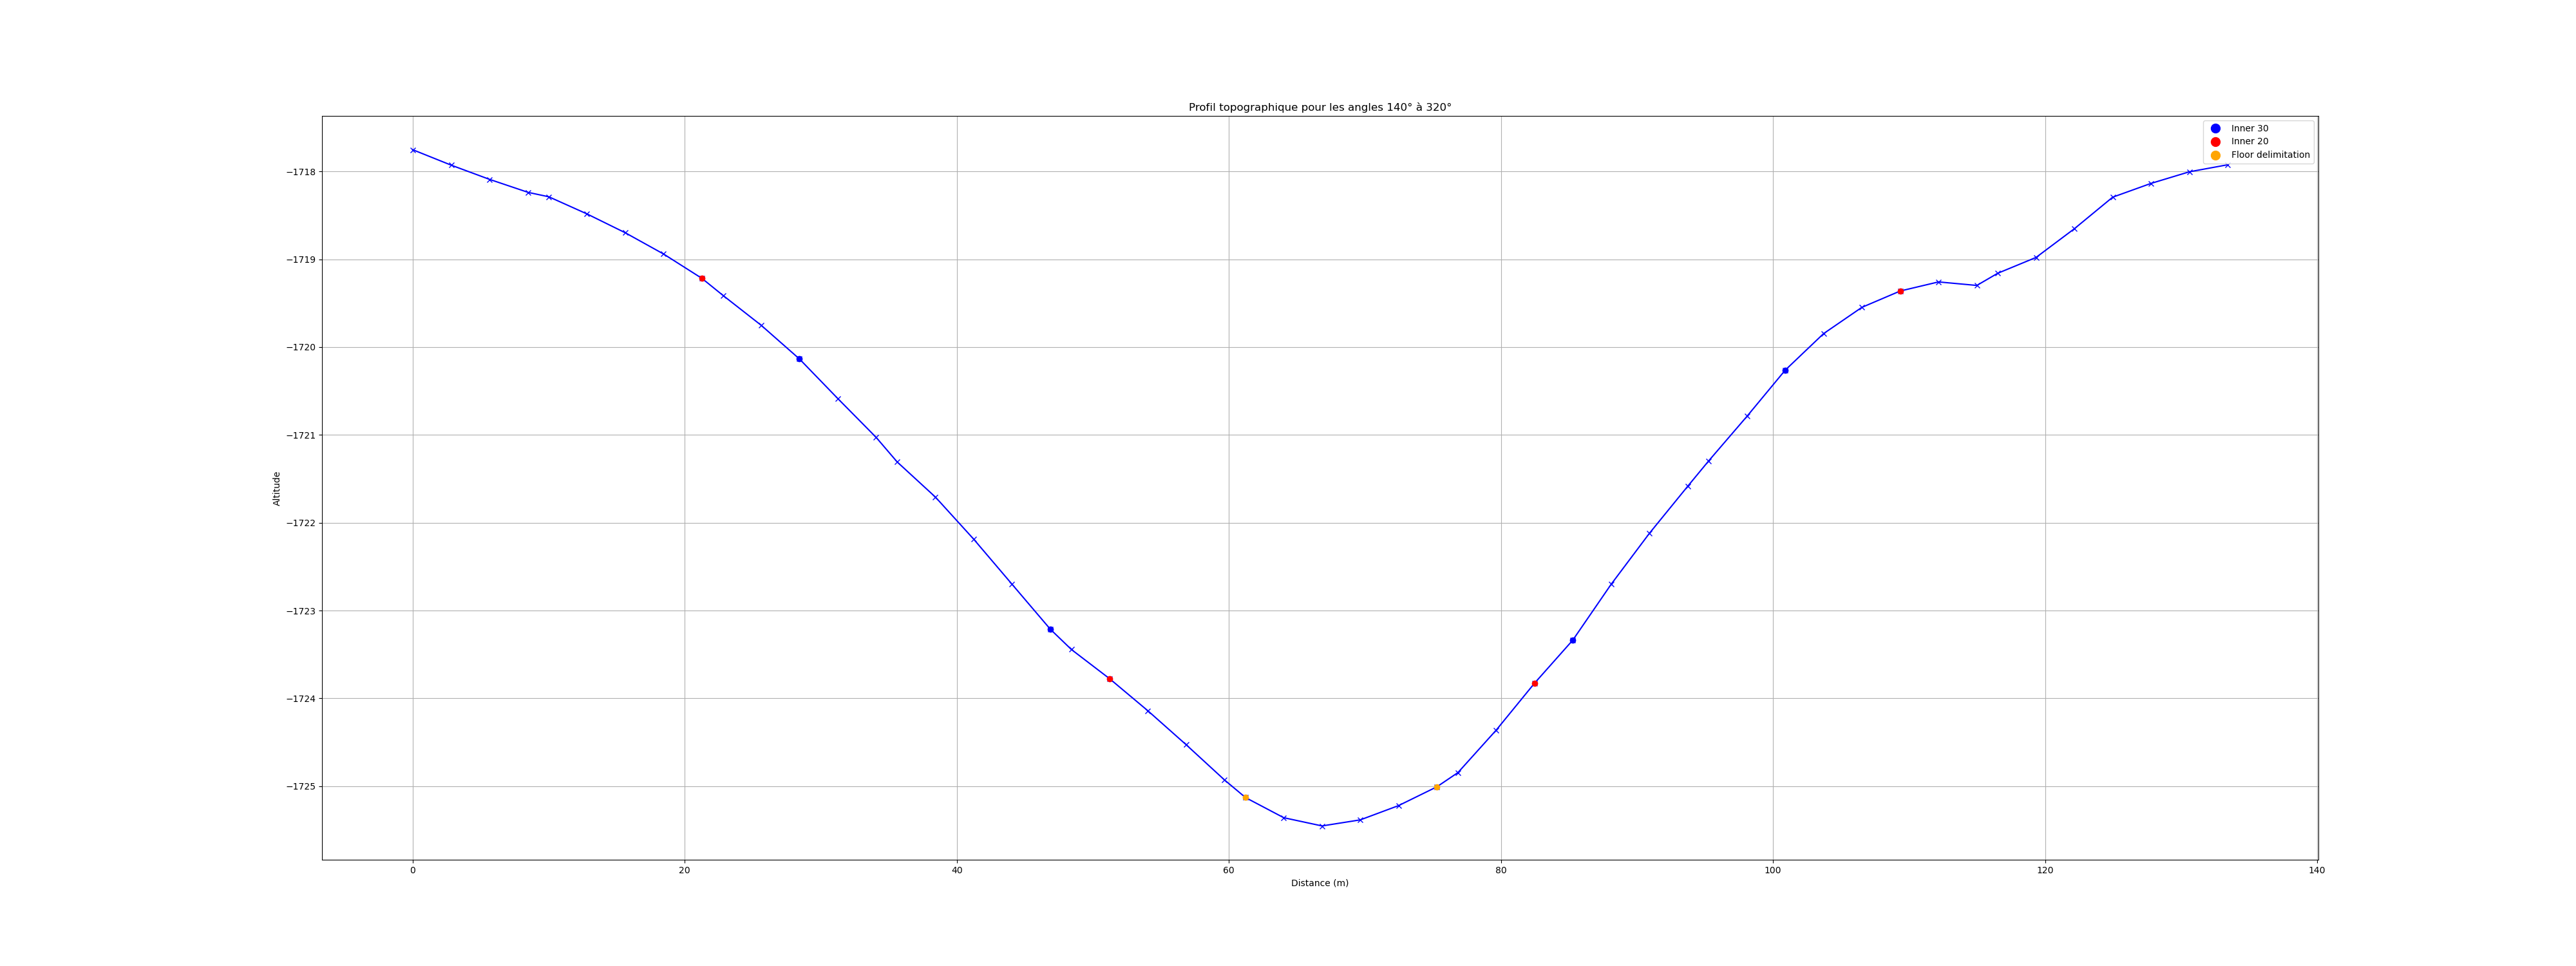 Profil topographique pour les angles 140° à 320°
Inner 30
Inner 20
Floor delimitation
−1718
−1719
−1720
−1721
−1722
−1723
−1724
−1725
Altitude
0 20 40 60 80 100 120 140
Distance (m)